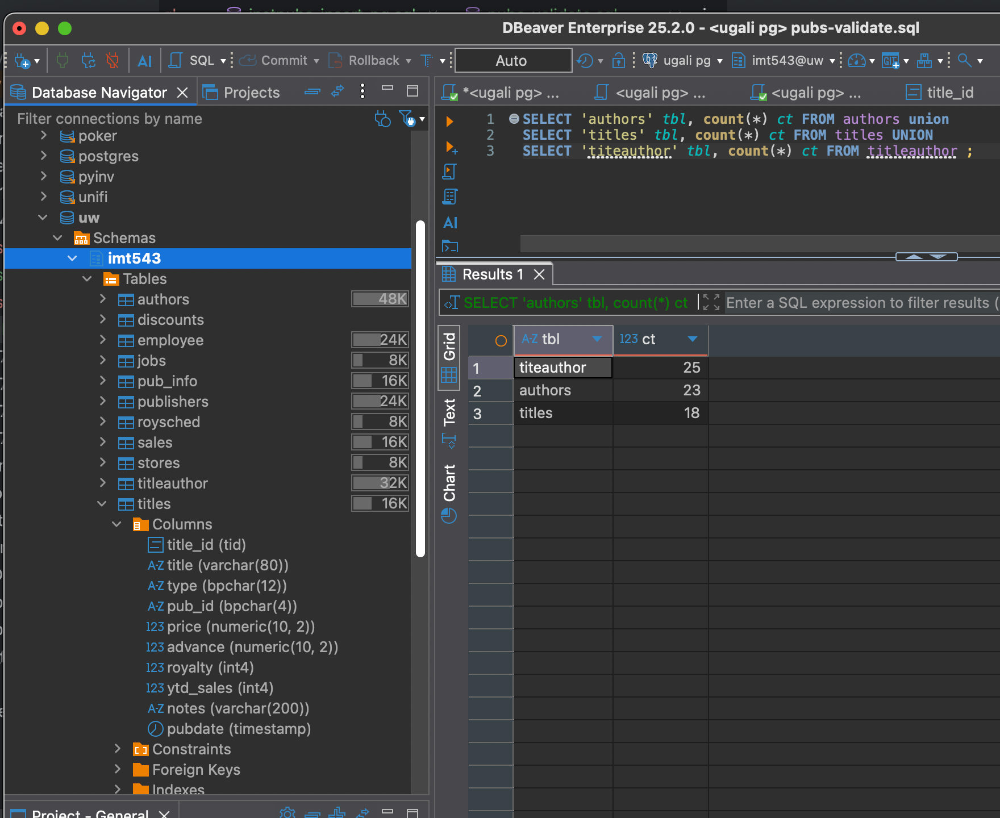 DBeaver Enterprise 25.2.0 - <ugali pg> pubs-validate.sql
AI SQL Commit Rollback T Auto ugali pg imt543@uw GIT
Database Navigator Projects
*<ugali pg> ... <ugali pg> ... <ugali pg> ... title_id
Filter connections by name
poker
postgres
pyinv
unifi
uw
Schemas
imt543
Tables
authors 48K
discounts
employee 24K
jobs 8K
pub_info 16K
publishers 24K
roysched 8K
sales 16K
stores 8K
titleauthor 32K
titles 16K
Columns
title_id (tid)
A-Z title (varchar(80))
A-Z type (bpchar(12))
A-Z pub_id (bpchar(4))
123 price (numeric(10, 2))
123 advance (numeric(10, 2))
123 royalty (int4)
123 ytd_sales (int4)
A-Z notes (varchar(200))
pubdate (timestamp)
Constraints
Foreign Keys
Indexes
Project - General
1 SELECT 'authors' tbl, count(*) ct FROM authors union
2 SELECT 'titles' tbl, count(*) ct FROM titles UNION
3 SELECT 'titeauthor' tbl, count(*) ct FROM titleauthor ;
AI
Results 1
SELECT 'authors' tbl, count(*) ct Enter a SQL expression to filter results (
Grid
Text
Chart
A-Z tbl 123 ct
1 titeauthor 25
2 authors 23
3 titles 18